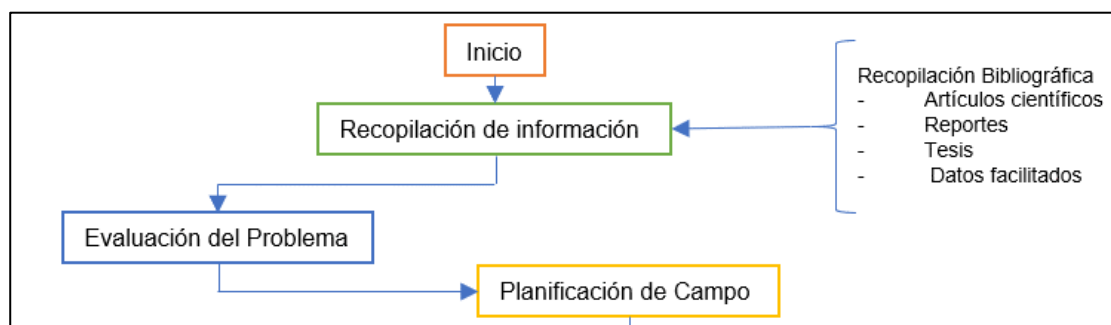 Inicio
Recopilación de información
Recopilación Bibliográfica
- Artículos científicos
- Reportes
- Tesis
- Datos facilitados
Evaluación del Problema
Planificación de Campo